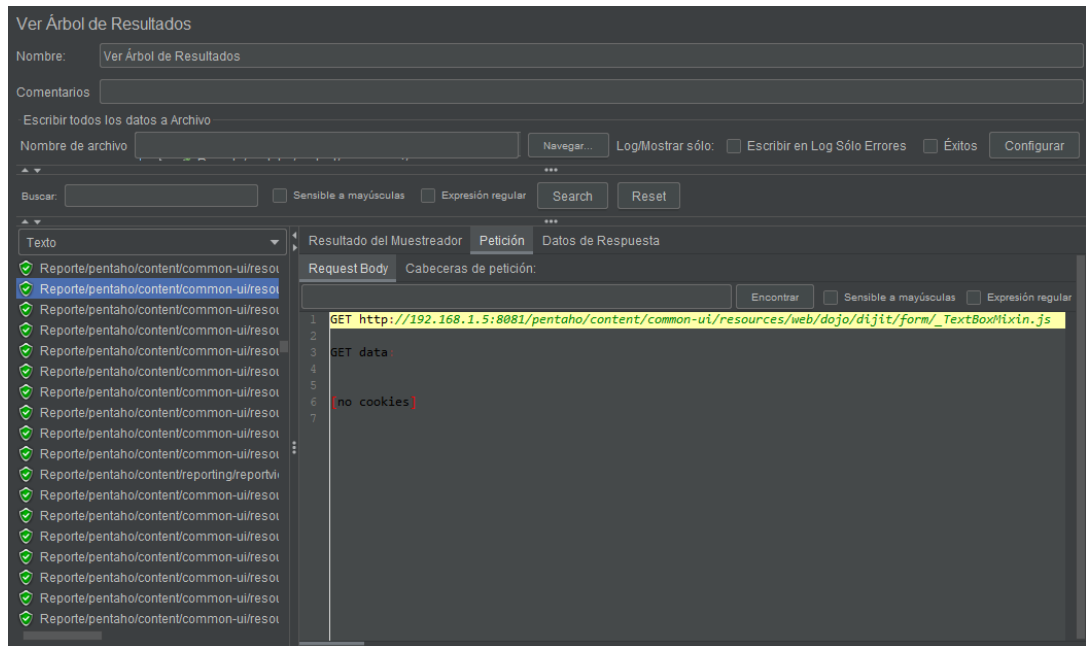 Ver Árbol de Resultados
Nombre: Ver Árbol de Resultados
Comentarios
Escribir todos los datos a Archivo
Nombre de archivo Navegar... Log/Mostrar sólo: Escribir en Log Sólo Errores Éxitos Configurar
Buscar: Sensible a mayúsculas Expresión regular Search Reset
Texto
Resultado del Muestreador Petición Datos de Respuesta
Request Body Cabeceras de petición:
Encontrar Sensible a mayúsculas Expresión regular
Reporte/pentaho/content/common-ui/resou
Reporte/pentaho/content/common-ui/resou
Reporte/pentaho/content/common-ui/resou
Reporte/pentaho/content/common-ui/resou
Reporte/pentaho/content/common-ui/resou
Reporte/pentaho/content/common-ui/resou
Reporte/pentaho/content/common-ui/resou
Reporte/pentaho/content/common-ui/resou
Reporte/pentaho/content/common-ui/resou
Reporte/pentaho/content/common-ui/resou
Reporte/pentaho/content/reporting/reportvi
Reporte/pentaho/content/common-ui/resou
Reporte/pentaho/content/common-ui/resou
Reporte/pentaho/content/common-ui/resou
Reporte/pentaho/content/common-ui/resou
Reporte/pentaho/content/common-ui/resou
Reporte/pentaho/content/common-ui/resou
Reporte/pentaho/content/common-ui/resou
1 GET http://192.168.1.5:8081/pentaho/content/common-ui/resources/web/dojo/dijit/form/_TextBoxMixin.js
2
3 GET data
4
5
6 [no cookies]
7